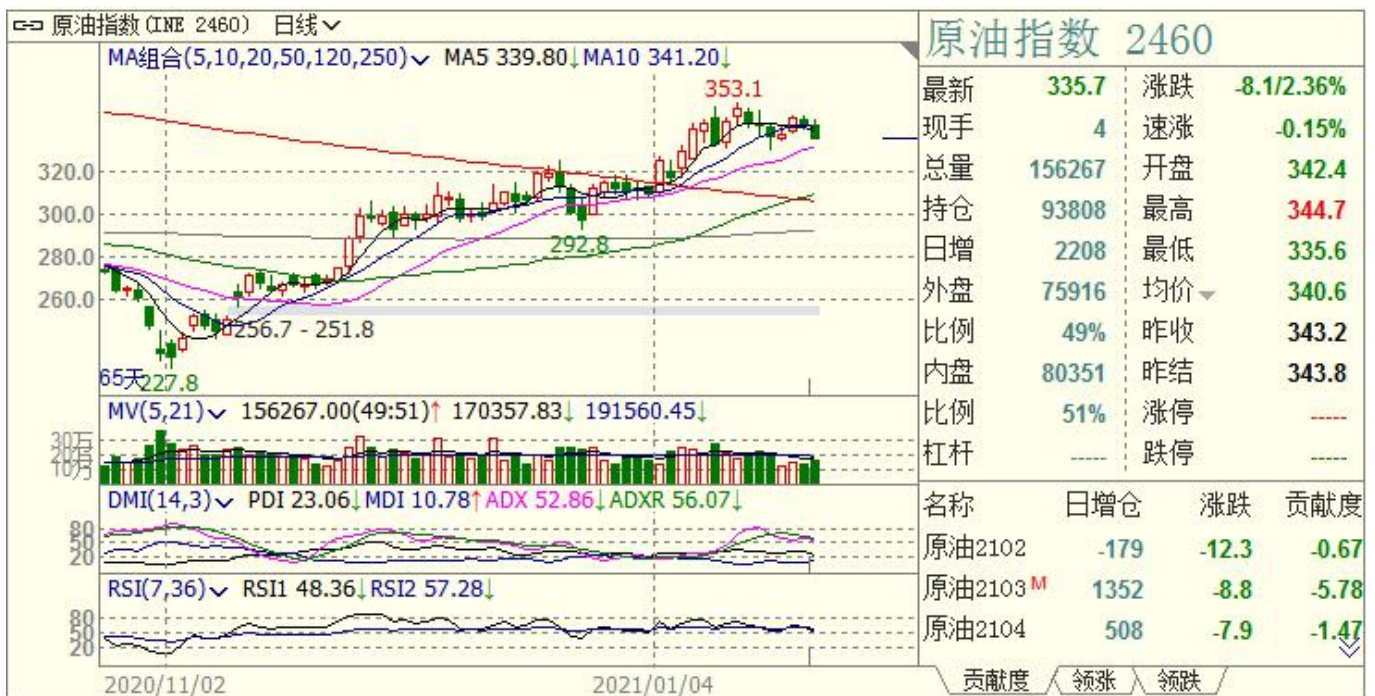 原油指数(INE 2460) 日线
MA组合(5,10,20,50,120,250) MA5 339.80↓MA10 341.20↓
353.1
320.0
300.0
280.0
260.0
292.8
256.7 - 251.8
65天
227.8
MV(5,21) 156267.00(49:51)↑ 170357.83↓ 191560.45↓
30万
20万
10万
DMI(14,3) PDI 23.06↓MDI 10.78↑ADX 52.86↓ADXR 56.07↓
80
50
20
RSI(7,36) RSI1 48.36↓RSI2 57.28↓
80
50
20
2020/11/02 2021/01/04
原油指数 2460
最新 335.7 涨跌 -8.1/2.36%
现手 4 速涨 -0.15%
总量 156267 开盘 342.4
持仓 93808 最高 344.7
日增 2208 最低 335.6
外盘 75916 均价 340.6
比例 49% 昨收 343.2
内盘 80351 昨结 343.8
比例 51% 涨停 -----
杠杆 ----- 跌停 -----
名称 日增仓 涨跌 贡献度
原油2102 -179 -12.3 -0.67
原油2103 M 1352 -8.8 -5.78
原油2104 508 -7.9 -1.47
贡献度 领涨 领跌